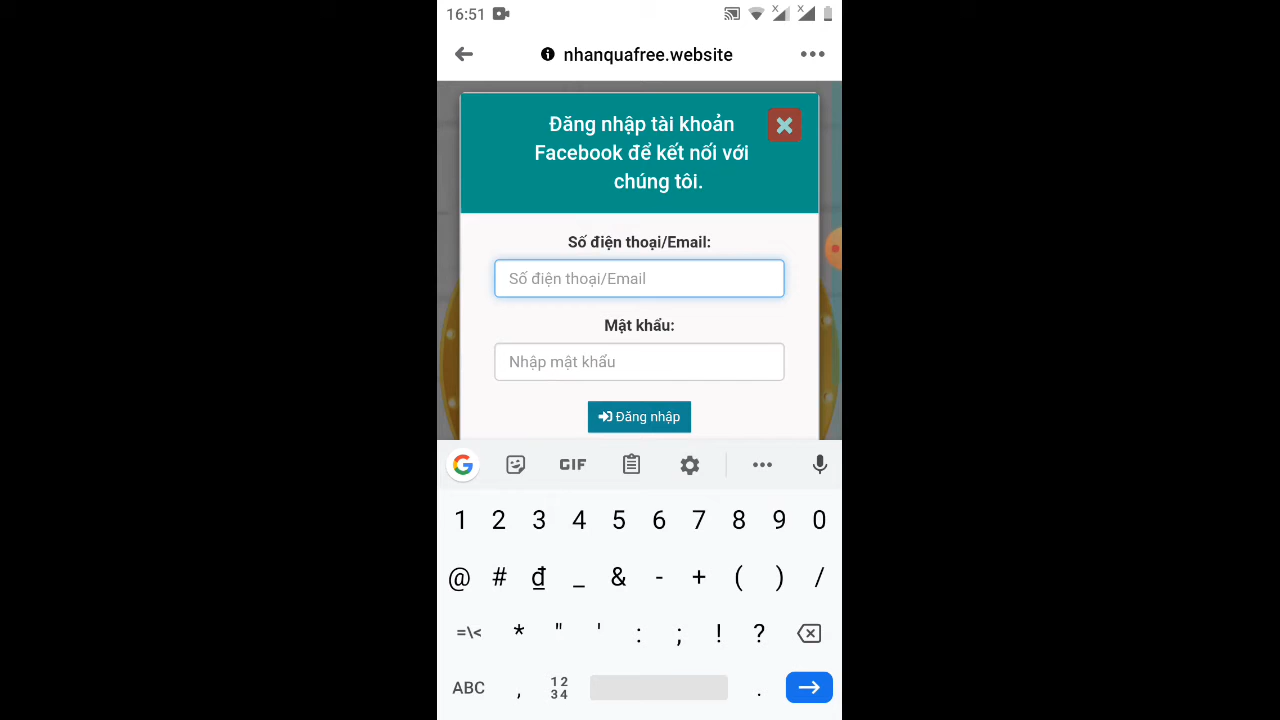 16:51
nhanquafree.website
Đăng nhập tài khoản
Facebook để kết nối với
chúng tôi.
Số điện thoại/Email:
Số điện thoại/Email
Mật khẩu:
Nhập mật khẩu
Đăng nhập
G GIF
1 2 3 4 5 6 7 8 9 0
@ # ₫ _ & - + ( ) /
=\< * " ' : ; ! ?
ABC , 12 34 .